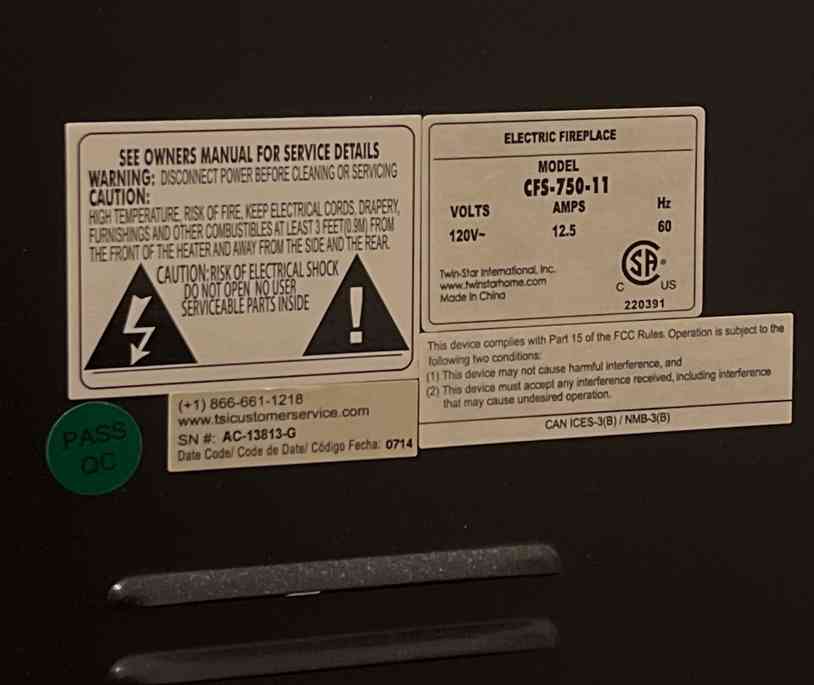 SEE OWNERS MANUAL FOR SERVICE DETAILS
WARNING: DISCONNECT POWER BEFORE CLEANING OR SERVICING
CAUTION:
HIGH TEMPERATURE, RISK OF FIRE, KEEP ELECTRICAL CORDS, DRAPERY,
FURNISHINGS AND OTHER COMBUSTIBLES AT LEAST 3 FEET(0.9M) FROM
THE FRONT OF THE HEATER AND AWAY FROM THE SIDE AND THE REAR.
CAUTION: RISK OF ELECTRICAL SHOCK
DO NOT OPEN NO USER
SERVICEABLE PARTS INSIDE
!
ELECTRIC FIREPLACE
MODEL
CFS-750-11
VOLTS AMPS Hz
120V~ 12.5 60
Twin-Star International, Inc.
www.twinstarhome.com
Made in China
SA ®
C US
220391
This device complies with Part 15 of the FCC Rules. Operation is subject to the
following two conditions:
(1) This device may not cause harmful interference, and
(2) This device must accept any interference received, including interference
that may cause undesired operation.
CAN ICES-3(B) / NMB-3(B)
(+1) 866-661-1218
www.tsicustomerservice.com
SN #: AC-13813-G
Date Code/ Code de Date/ Código Fecha: 0714
PASS
QC